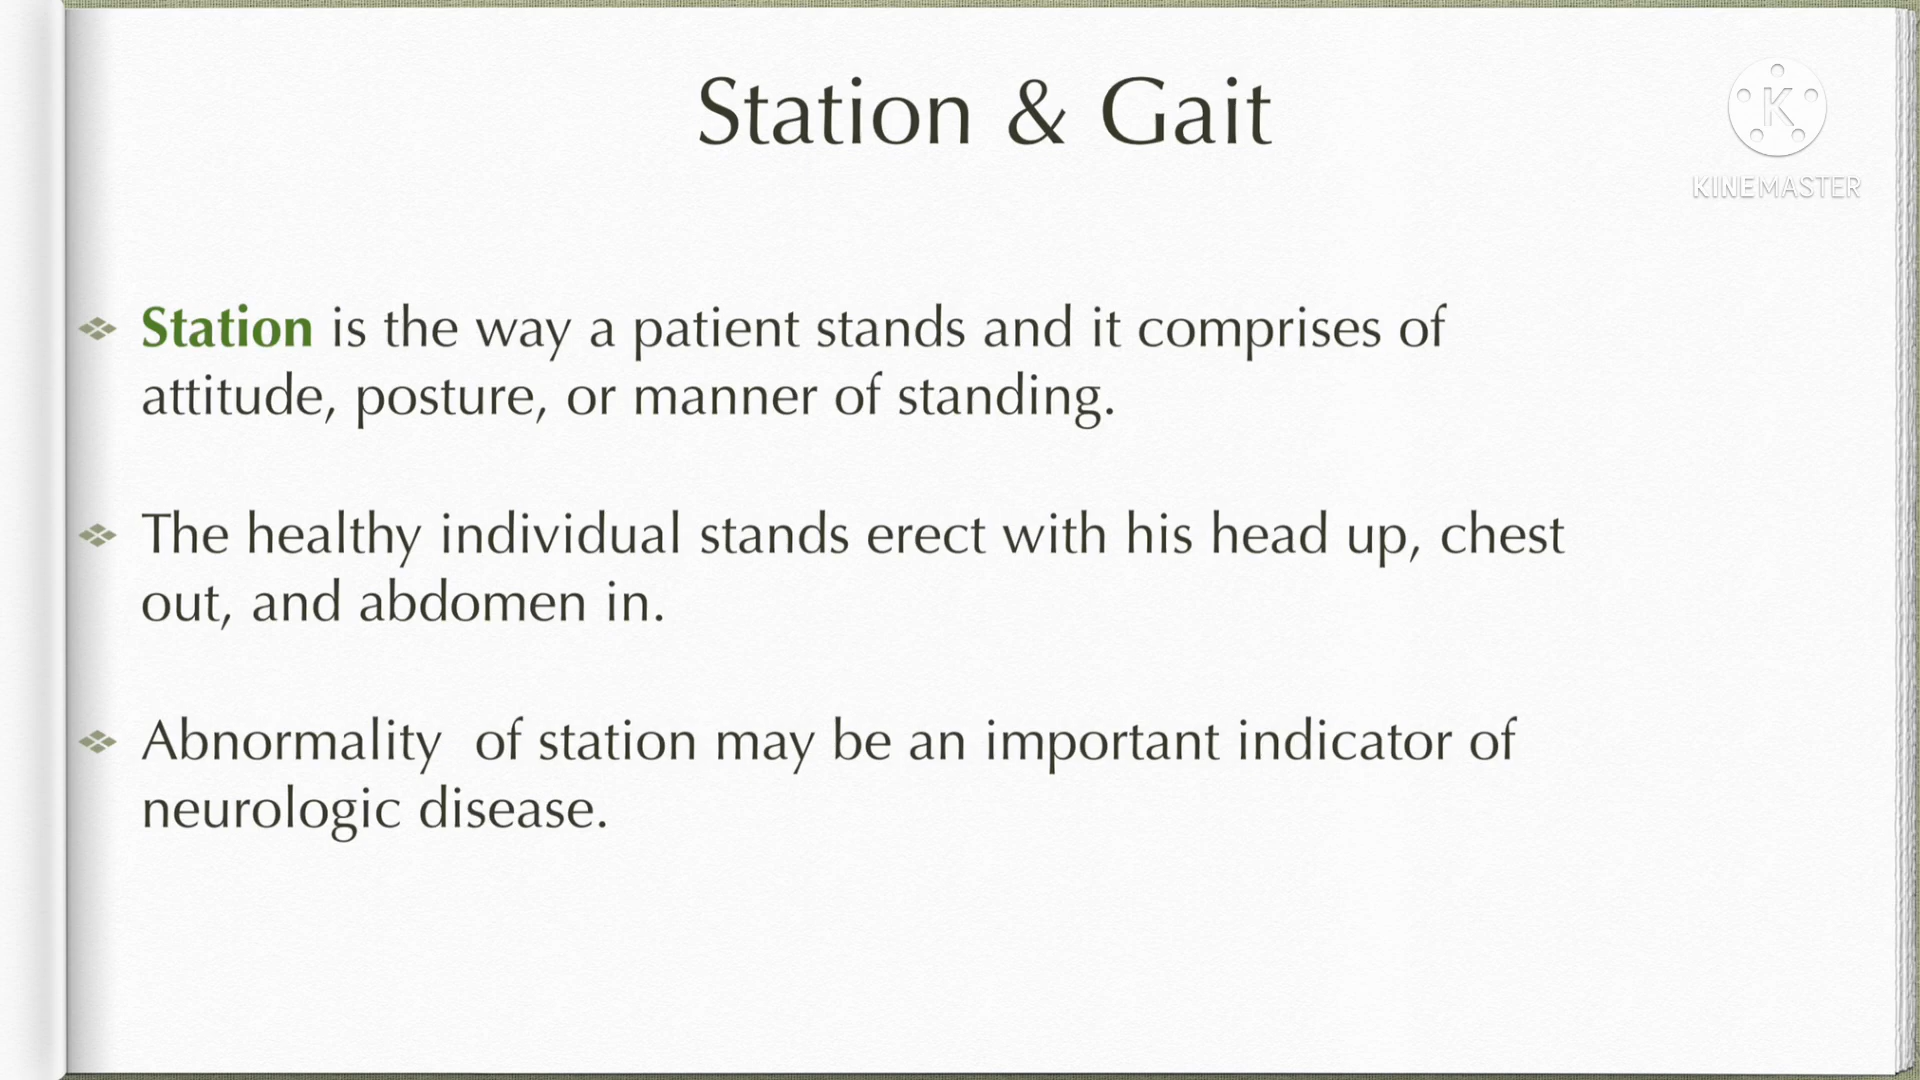 Station & Gait
K
KINEMASTER
Station is the way a patient stands and it comprises of
attitude, posture, or manner of standing.
The healthy individual stands erect with his head up, chest
out, and abdomen in.
Abnormality  of station may be an important indicator of
neurologic disease.